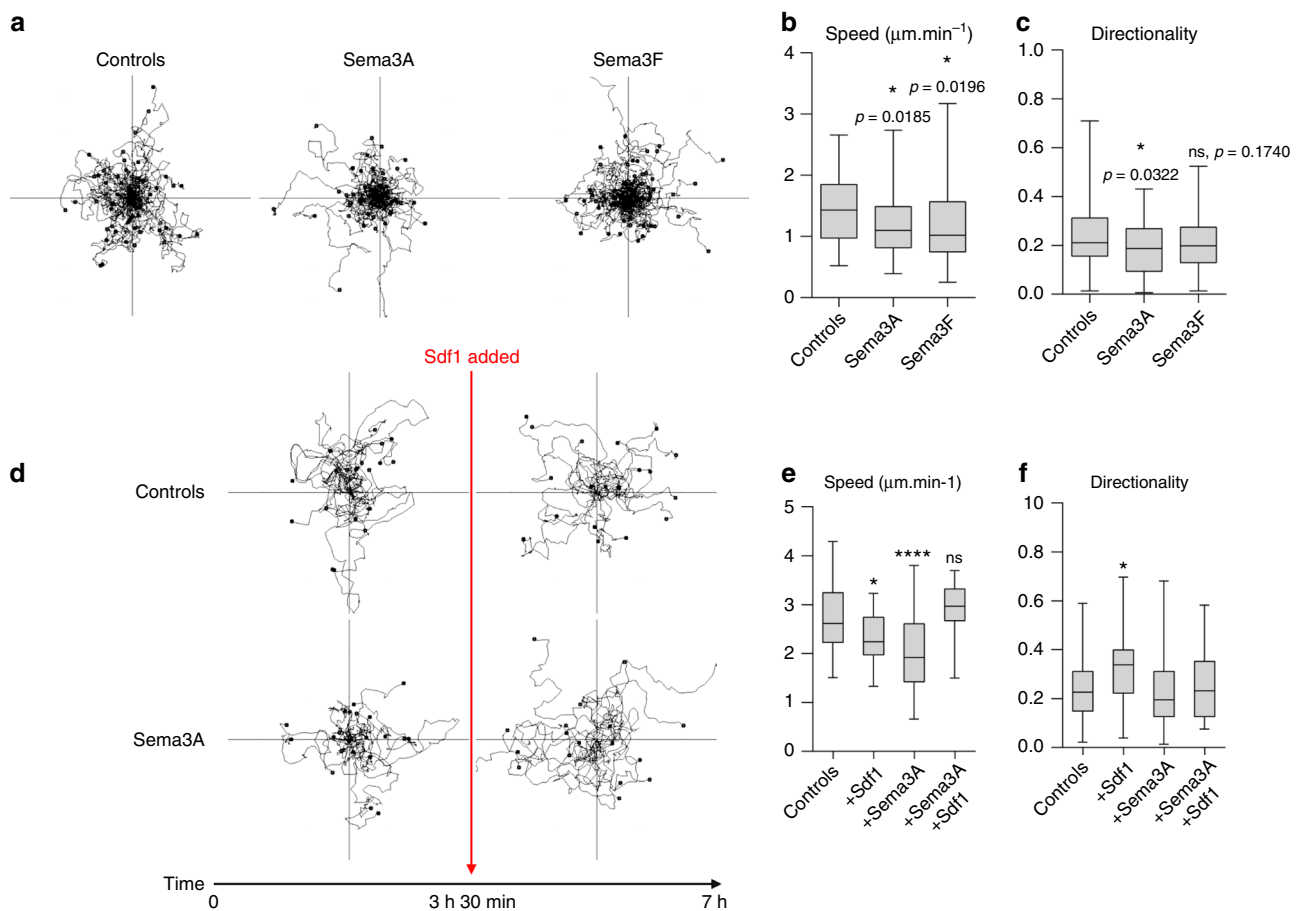 a
Controls
Sema3A
Sema3F
b
Speed (μm.min⁻¹)
4
3
2
1
0
*
p = 0.0185
*
p = 0.0196
Controls
Sema3A
Sema3F
c
Directionality
1.0
0.8
0.6
0.4
0.2
0.0
*
p = 0.0322
ns, p = 0.1740
Controls
Sema3A
Sema3F
d
Sdf1 added
Controls
Sema3A
Time
0
3 h 30 min
7 h
e
Speed (μm.min-1)
5
4
3
2
1
0
*
****
ns
Controls
+Sdf1
+Sema3A
+Sema3A
+Sdf1
f
Directionality
10
0.8
0.6
0.4
0.2
0.0
*
Controls
+Sdf1
+Sema3A
+Sema3A
+Sdf1